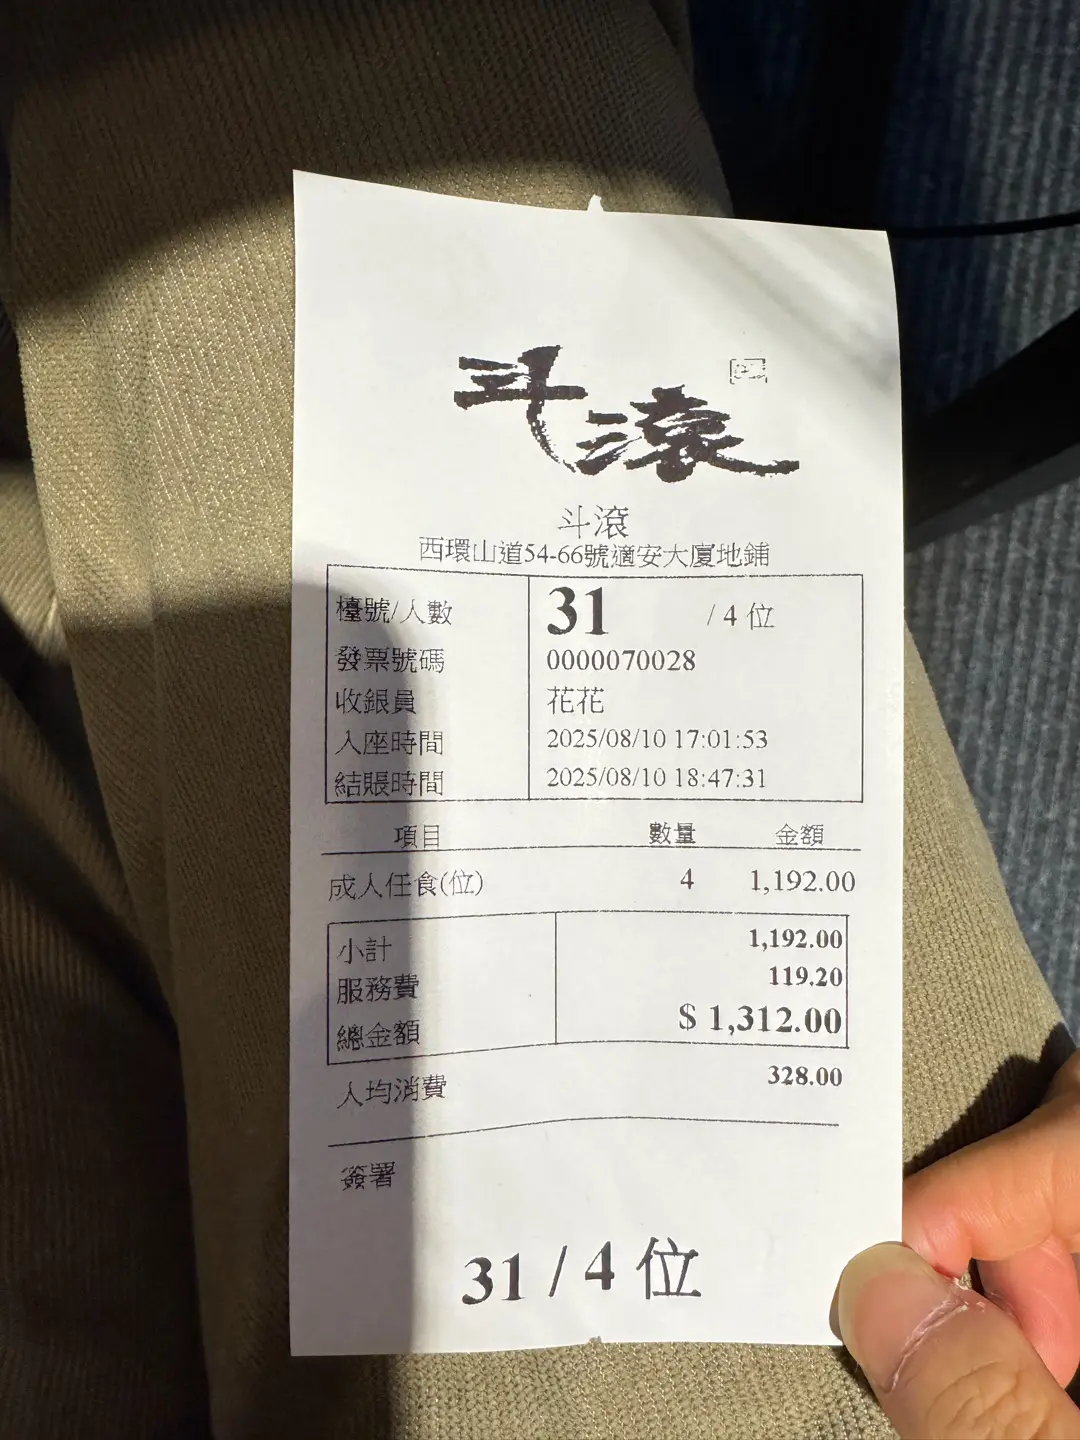 斗滾
斗滾
西環山道54-66號適安大廈地鋪
檯號/人數 31 / 4 位
發票號碼 0000070028
收銀員 花花
入座時間 2025/08/10 17:01:53
結賬時間 2025/08/10 18:47:31
項目 數量 金額
成人任食(位) 4 1,192.00
小計 1,192.00
服務費 119.20
總金額 $ 1,312.00
人均消費 328.00
簽署
31 / 4 位